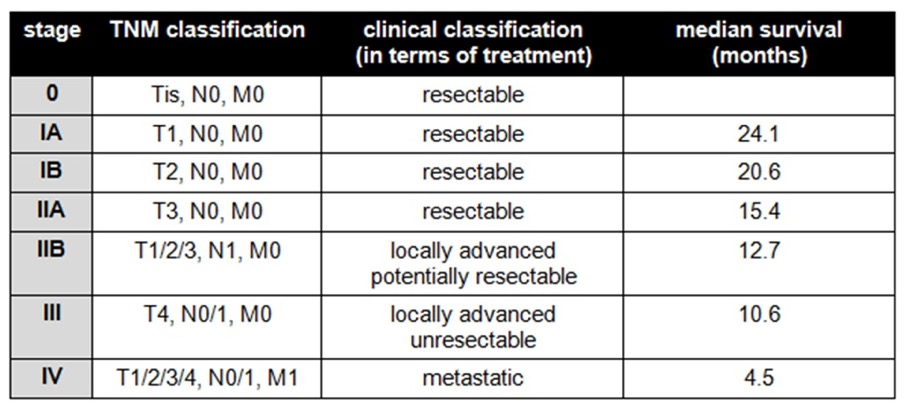 stage TNM classification clinical classification median survival
(in terms of treatment) (months)
0 Tis, N0, M0 resectable
IA T1, N0, M0 resectable 24.1
IB T2, N0, M0 resectable 20.6
IIA T3, N0, M0 resectable 15.4
IIB T1/2/3, N1, M0 locally advanced 12.7
potentially resectable
III T4, N0/1, M0 locally advanced 10.6
unresectable
IV T1/2/3/4, N0/1, M1 metastatic 4.5